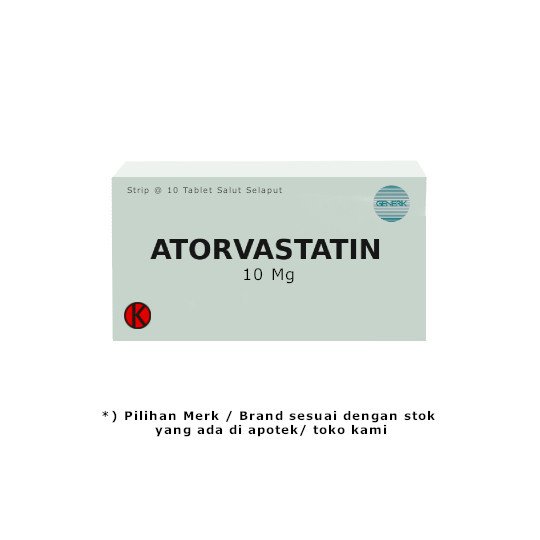 Strip @ 10 Tablet Salut Selaput
GENERIK
ATORVASTATIN
10 Mg
K
*) Pilihan Merk / Brand sesuai dengan stok
yang ada di apotek/ toko kami